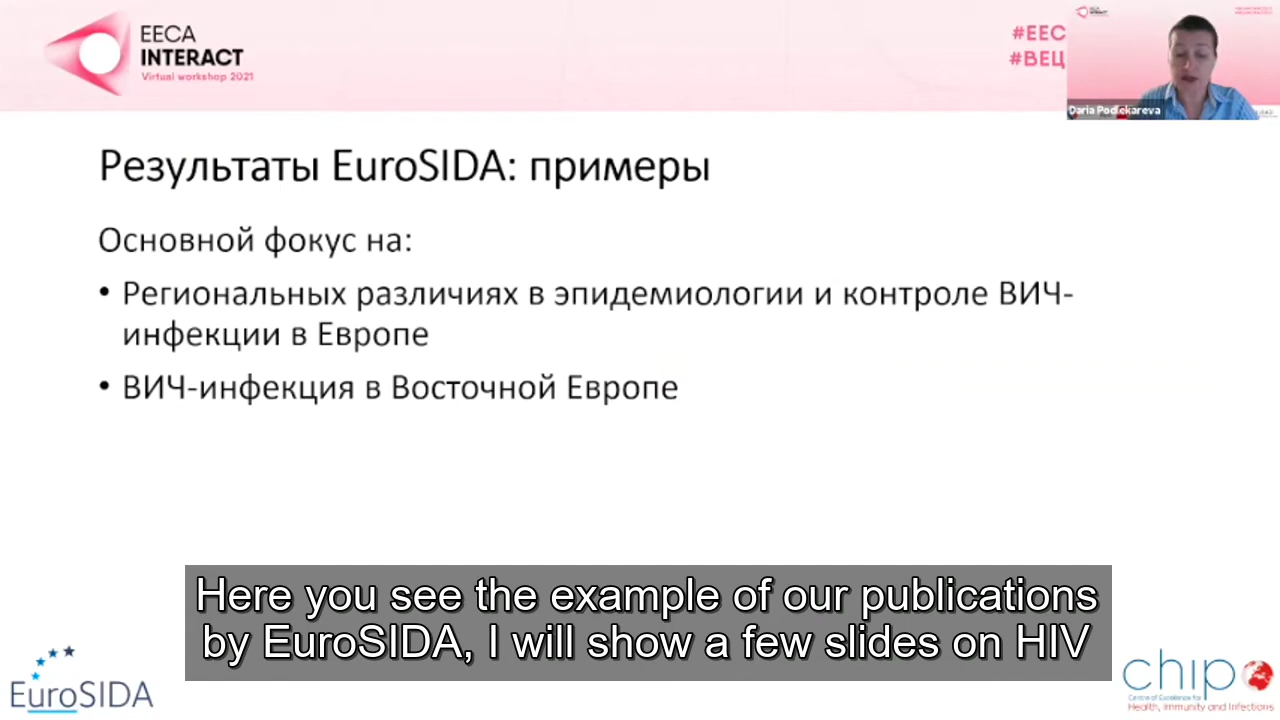 EECA
INTERACT
Virtual workshop 2021
#EEC
#ВЕЦ
Daria Podlekareva
Результаты EuroSIDA: примеры
Основной фокус на:
• Региональных различиях в эпидемиологии и контроле ВИЧ-
инфекции в Европе
• ВИЧ-инфекция в Восточной Европе
Here you see the example of our publications
by EuroSIDA, I will show a few slides on HIV
EuroSIDA
chip
Centre of Excellence for
Health, Immunity and Infections